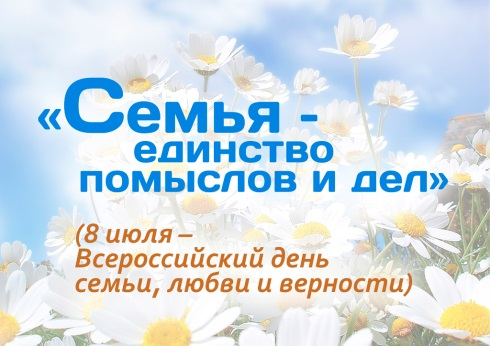 «Семья -
единство
помыслов и дел»
(8 июля –
Всероссийский день
семьи, любви и верности)